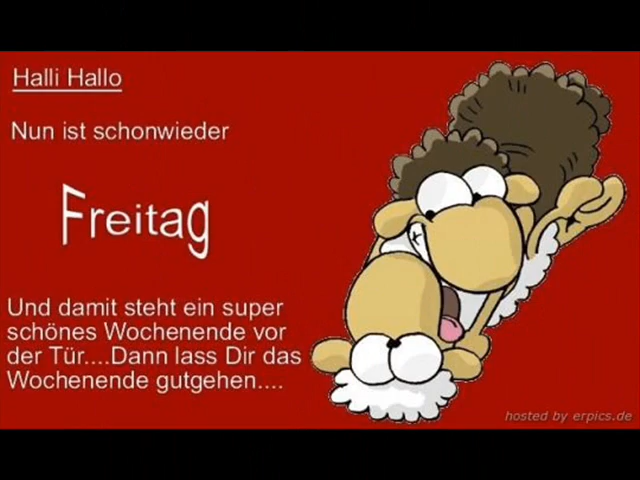 Halli Hallo
Nun ist schonwieder
Freitag
Und damit steht ein super
schönes Wochenende vor
der Tür....Dann lass Dir das
Wochenende gutgehen....
hosted by erpics.de